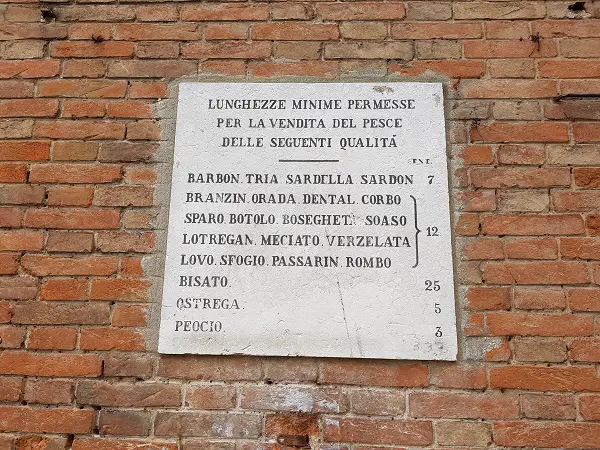 LUNGHEZZE MINIME PERMESSE
PER LA VENDITA DEL PESCE
DELLE SEGUENTI QUALITÁ
BARBON. TRIA SARDELLA SARDON 7
BRANZIN. ORADA. DENTAL. CORBO
SPARO. BOTOLO. BOSEGHETA SOASO
12
LOTREGAN. MECIATO. VERZELATA
LOVO. SFOGIO. PASSARIN. ROMBO
BISATO. 25
OSTREGA. 5
PEOCIO. 3